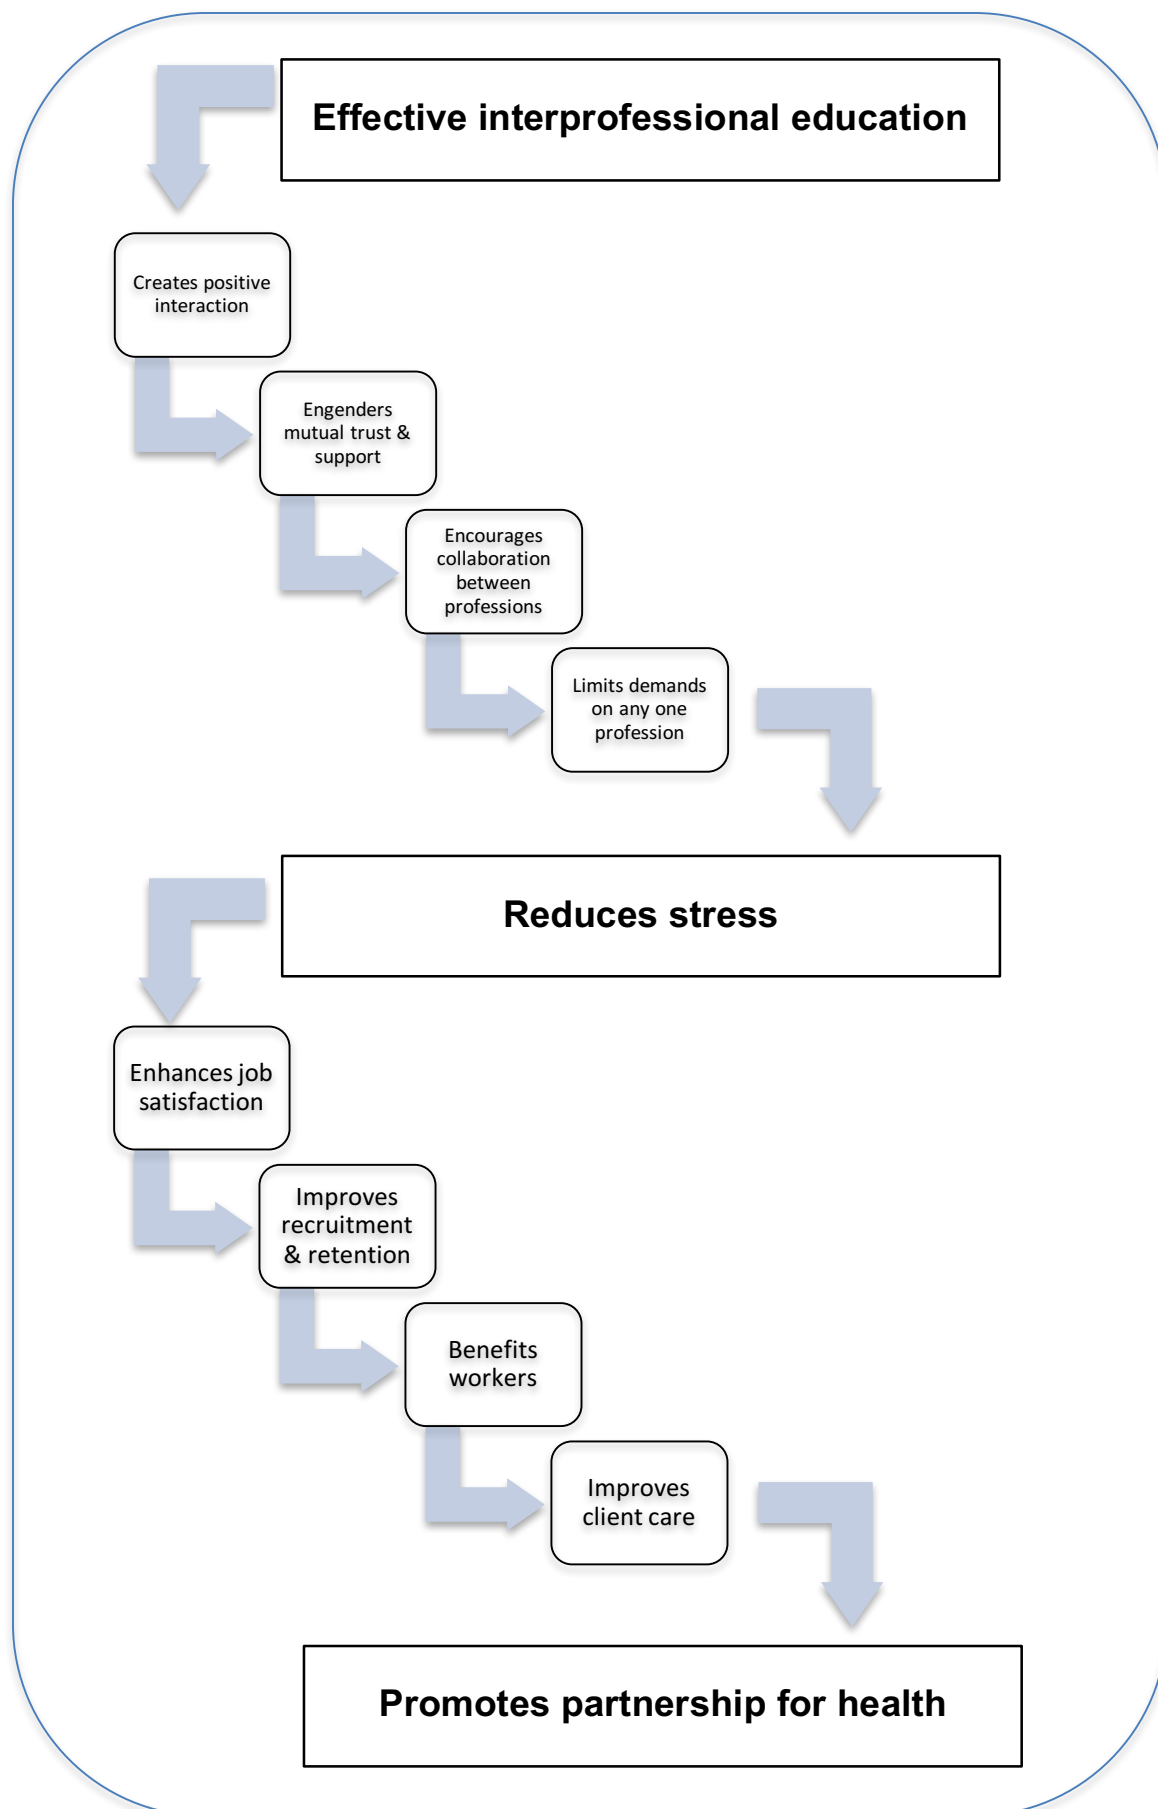 Effective interprofessional education
Creates positive
interaction
Engenders
mutual trust &
support
Encourages
collaboration
between
professions
Limits demands
on any one
profession
Reduces stress
Enhances job
satisfaction
Improves
recruitment
& retention
Benefits
workers
Improves
client care
Promotes partnership for health